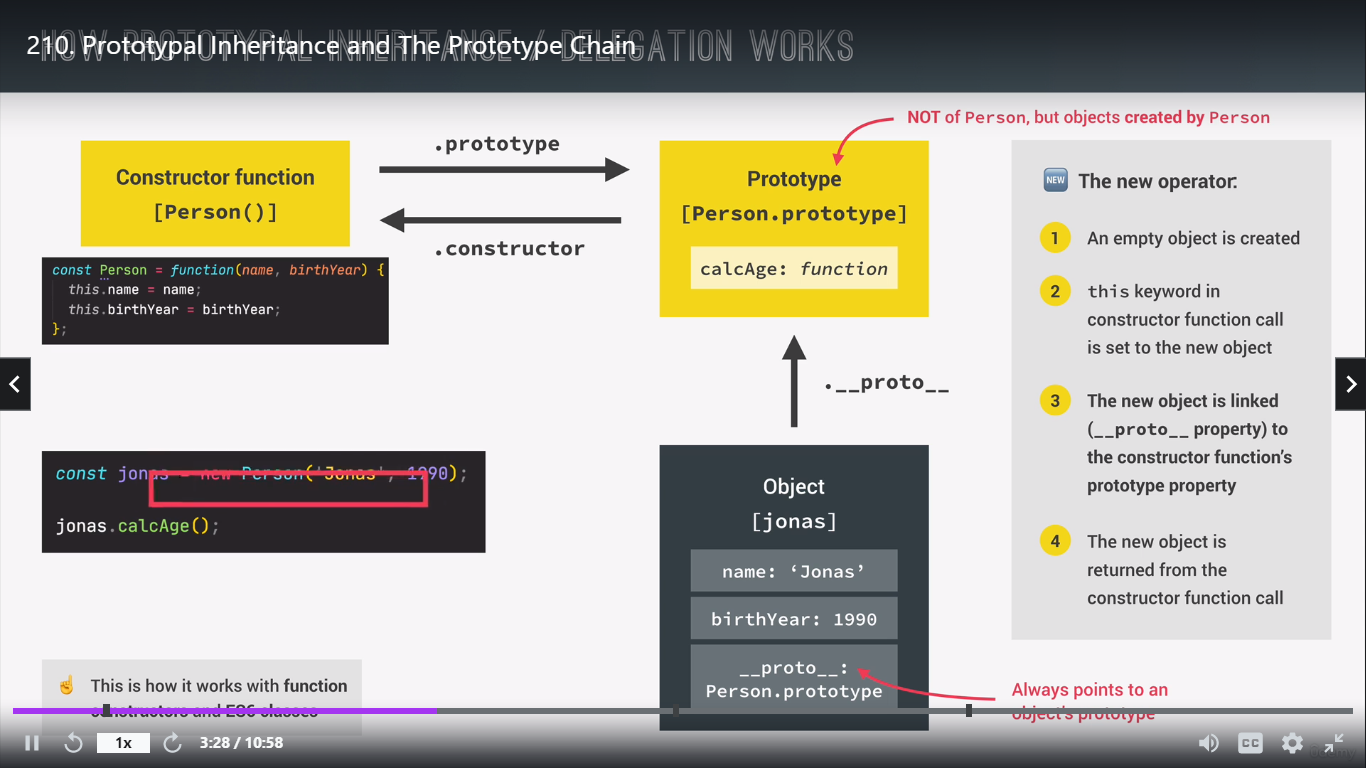 HOW PROTOTYPAL INHERITANCE / DELEGATION WORKS
210. Prototypal Inheritance and The Prototype Chain
NOT of Person, but objects created by Person
Constructor function
[Person()]
.prototype
.constructor
Prototype
[Person.prototype]
calcAge: function
const Person = function(name, birthYear) {
this.name = name;
this.birthYear = birthYear;
};
.__proto__
const jonas = new Person('Jonas', 1990);
jonas.calcAge();
Object
[jonas]
name: ‘Jonas’
birthYear: 1990
__proto__:
Person.prototype
NEW The new operator:
1 An empty object is created
2 this keyword in
constructor function call
is set to the new object
3 The new object is linked
(__proto__ property) to
the constructor function’s
prototype property
4 The new object is
returned from the
constructor function call
Always points to an
object’s prototype
This is how it works with function
constructors and ES6 classes
1x
3:28 / 10:58
CC